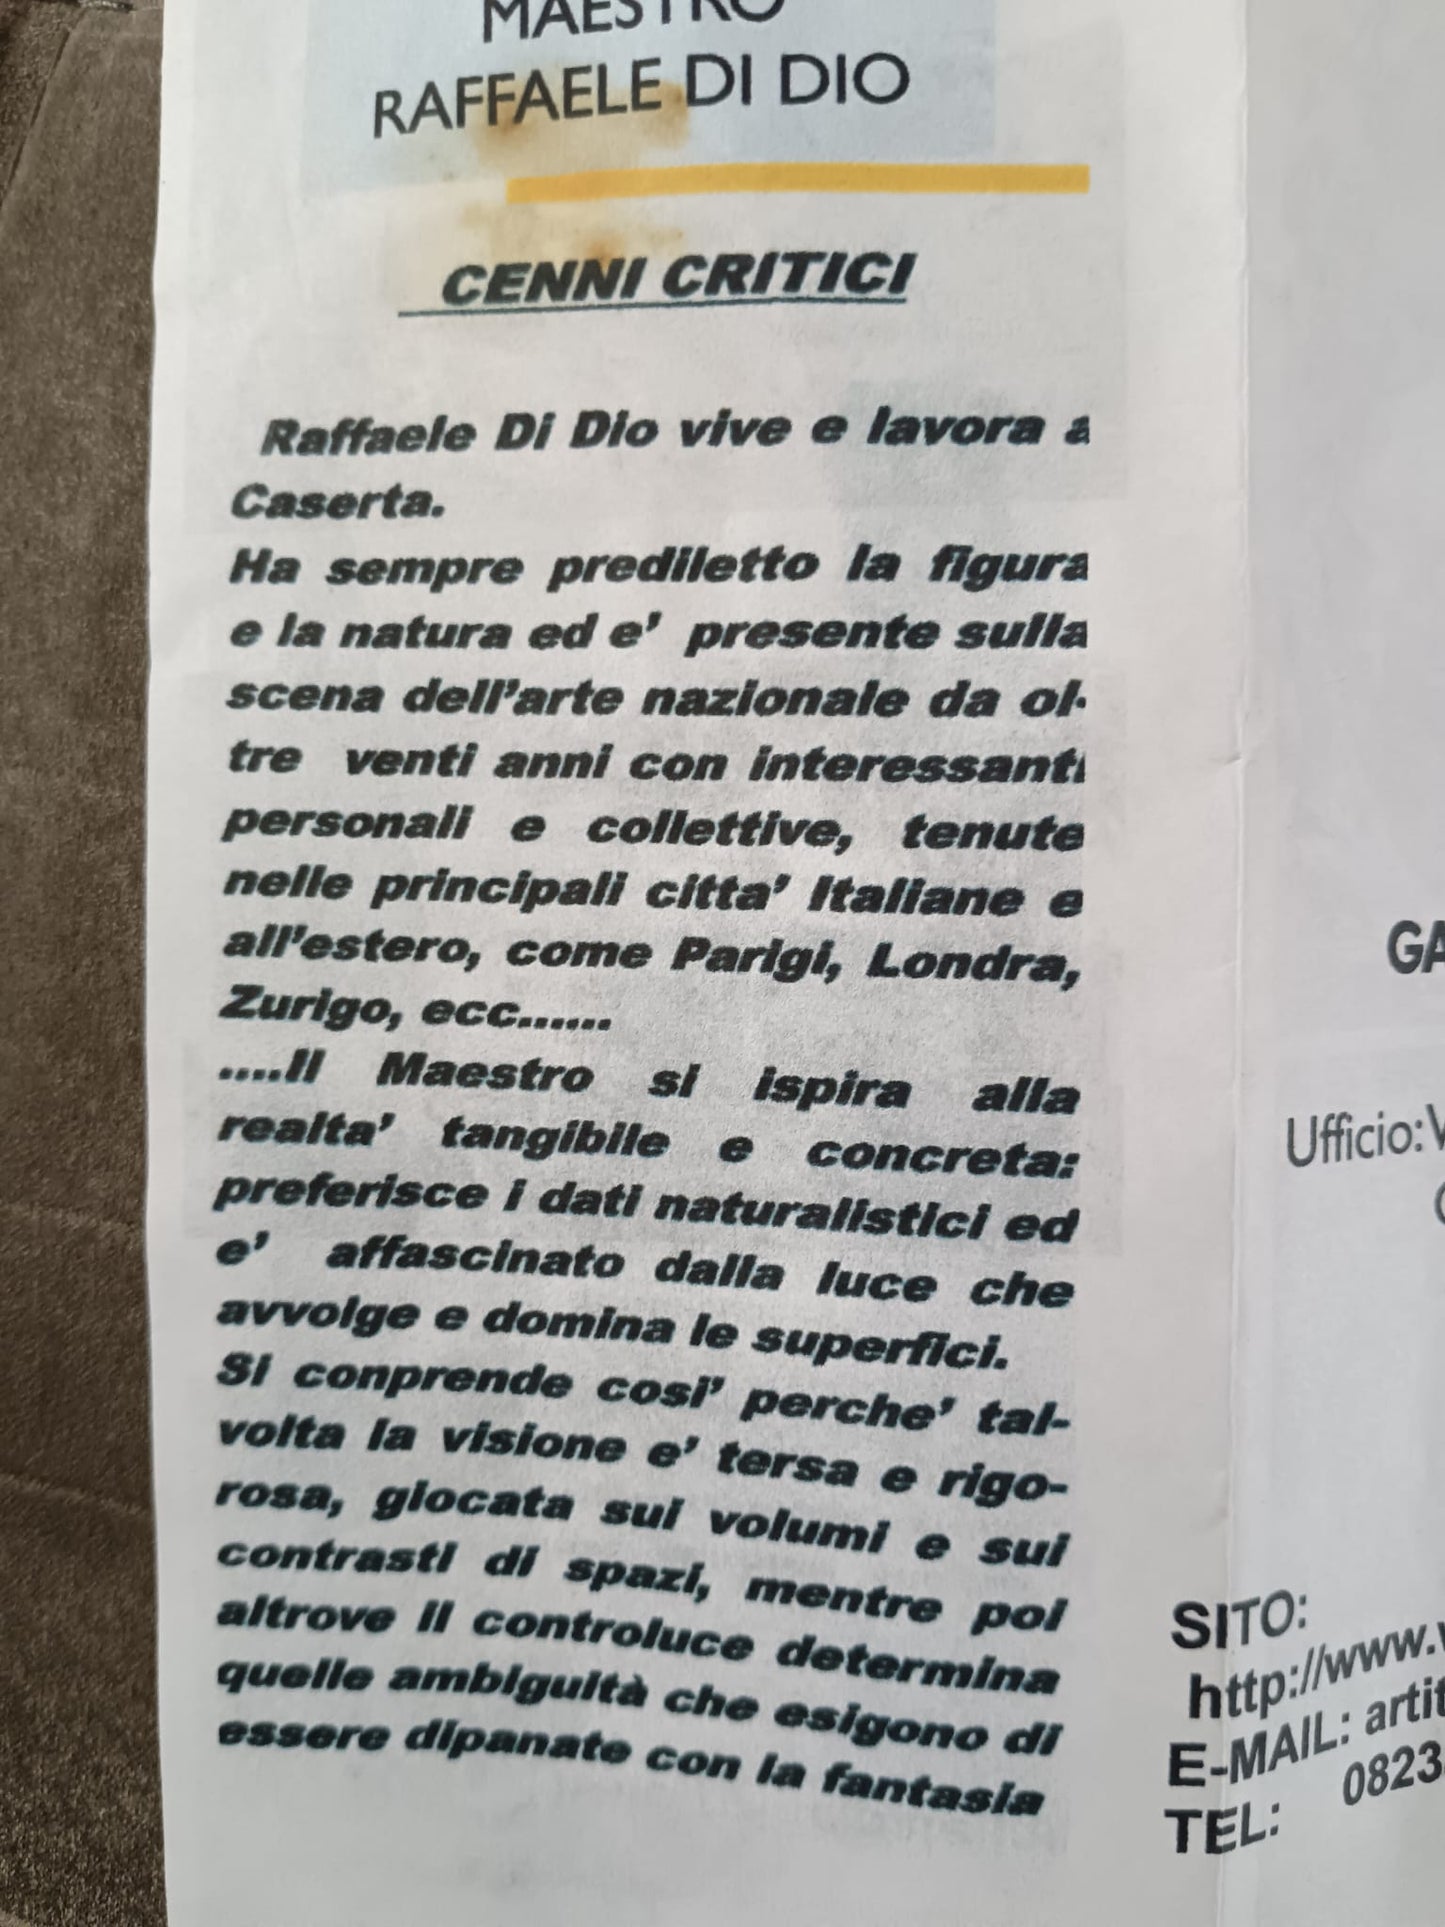 MAESTRO
RAFFAELE DI DIO
CENNI CRITICI
Raffaele Di Dio vive e lavora a
Caserta.
Ha sempre prediletto la figura
e la natura ed e' presente sulla
scena dell'arte nazionale da ol-
tre venti anni con interessanti
personali e collettive, tenute
nelle principali citta' Italiane e
all'estero, come Parigi, Londra,
Zurigo, ecc......
....Il Maestro si ispira alla
realta' tangibile e concreta:
preferisce i dati naturalistici ed
e' affascinato dalla luce che
avvolge e domina le superfici.
Si conprende cosi' perche' tal-
volta la visione e' tersa e rigo-
rosa, giocata sui volumi e sui
contrasti di spazi, mentre poi
altrove il controluce determina
quelle ambiguità che esigono di
essere dipanate con la fantasia
GA
Ufficio:V
SITO:
http://www.
E-MAIL: artit
0823
TEL: